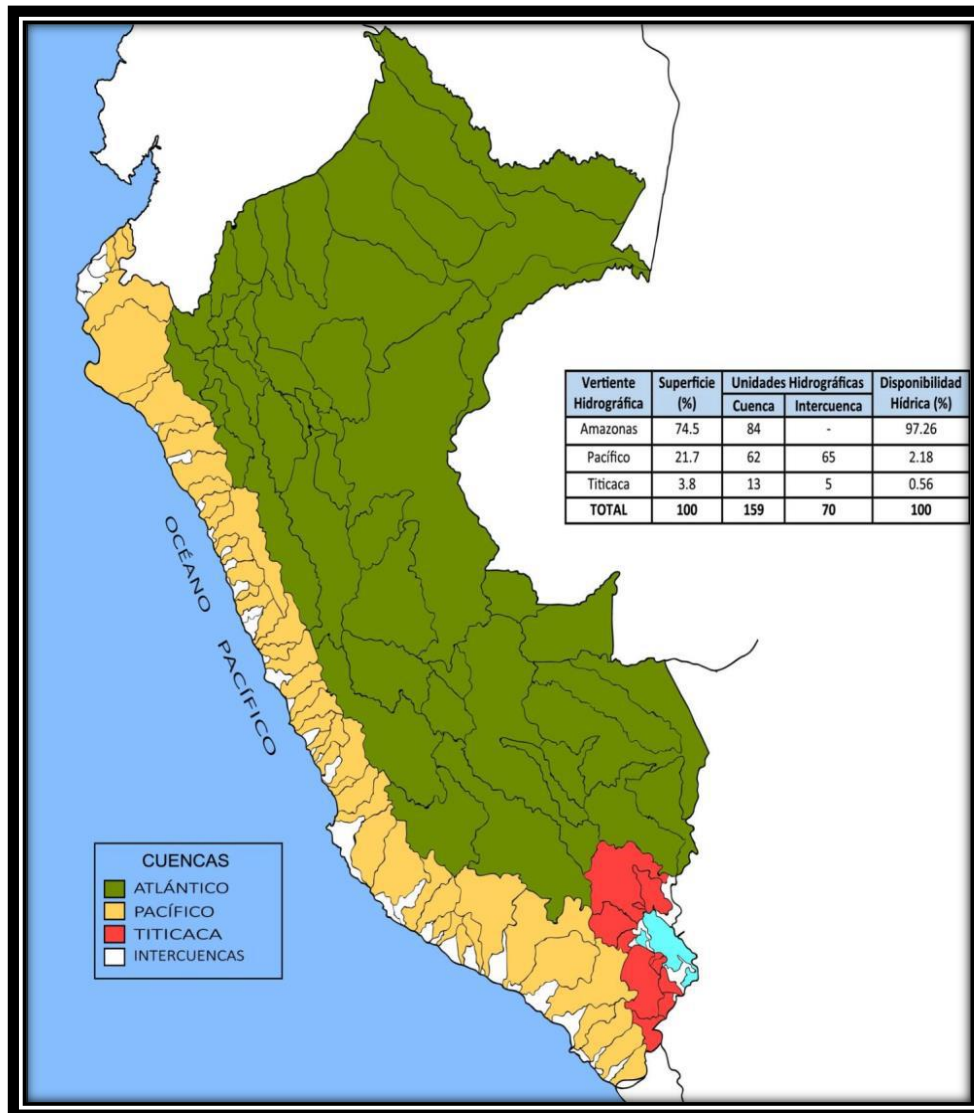 Vertiente Hidrográfica Superficie (%) Unidades Hidrográficas Disponibilidad Hídrica (%)
Cuenca Intercuenca
Amazonas 74.5 84 - 97.26
Pacífico 21.7 62 65 2.18
Titicaca 3.8 13 5 0.56
TOTAL 100 159 70 100
OCÉANO PACÍFICO
CUENCAS
ATLÁNTICO
PACÍFICO
TITICACA
INTERCUENCAS